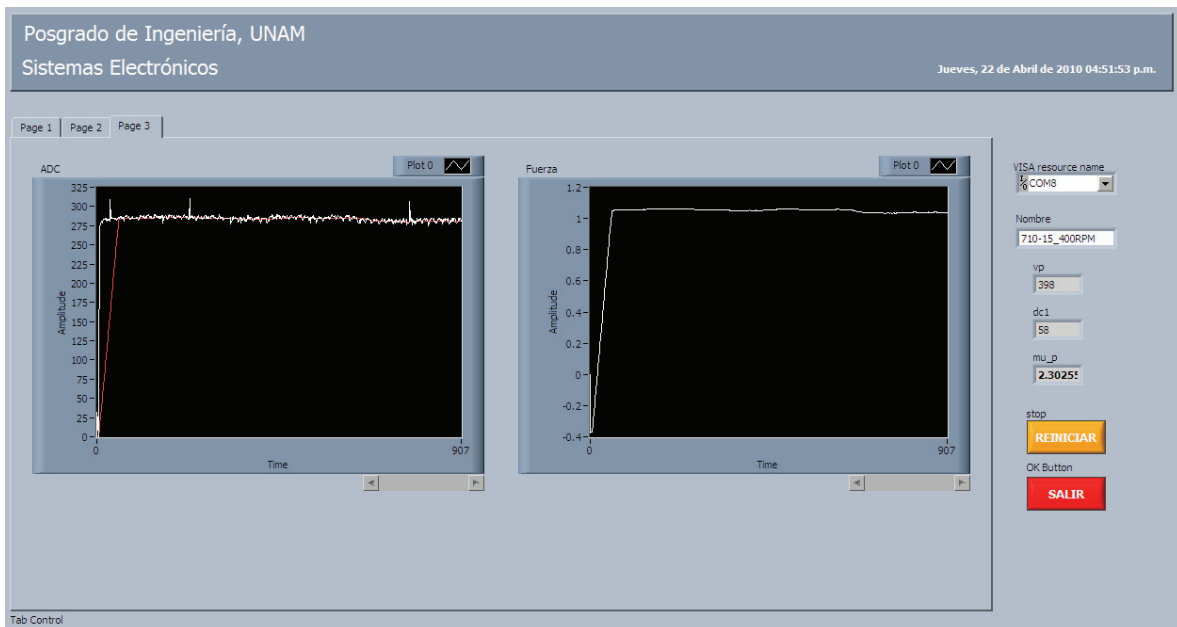 Posgrado de Ingeniería, UNAM
Sistemas Electrónicos
Jueves, 22 de Abril de 2010 04:51:53 p.m.
Page 1 Page 2 Page 3
ADC
Plot 0
325
300
275
250
225
200
175
150
125
100
75
50
25
0
Amplitude
0 907
Time
Fuerza
Plot 0
1.2
1
0.8
0.6
0.4
0.2
0
-0.2
-0.4
Amplitude
0 907
Time
VISA resource name
COM8
Nombre
710-15_400RPM
vp
398
dc1
58
mu_p
stop
REINICIAR
OK Button
SALIR
Tab Control